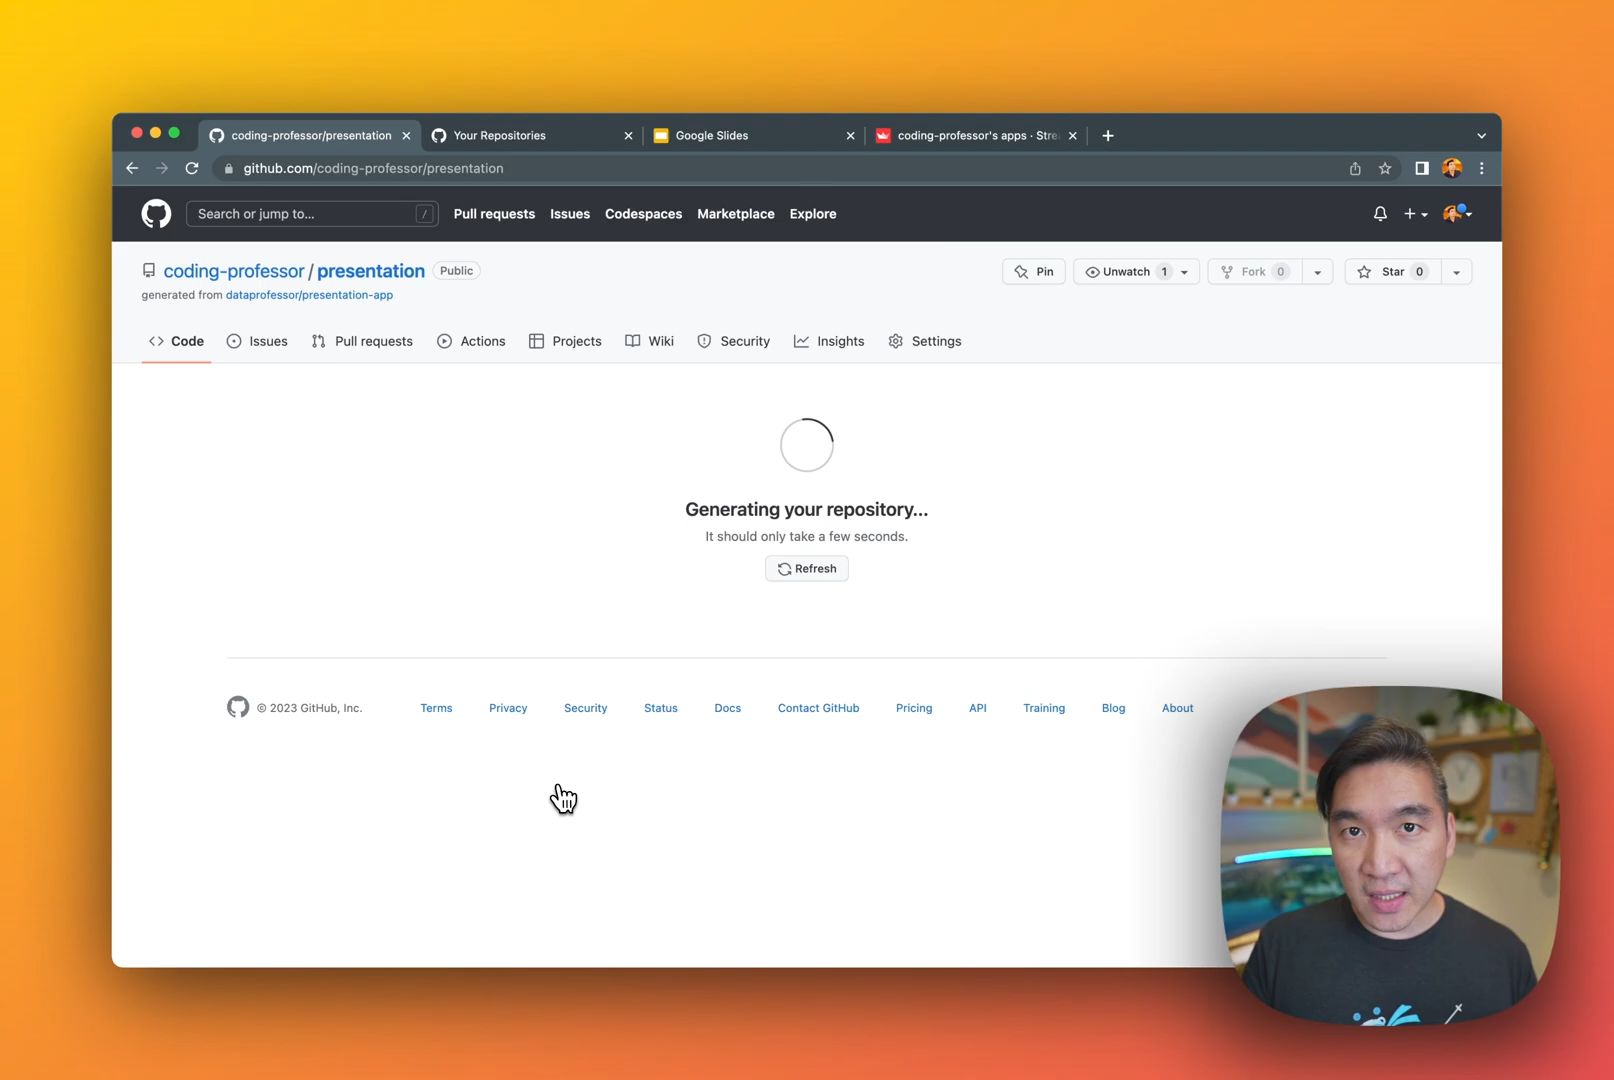 coding-professor/presentation
Your Repositories
Google Slides
coding-professor's apps · Stre
github.com/coding-professor/presentation
Search or jump to... /
Pull requests Issues Codespaces Marketplace Explore
coding-professor / presentation Public
Pin Unwatch 1 Fork 0 Star 0
generated from dataprofessor/presentation-app
Code Issues Pull requests Actions Projects Wiki Security Insights Settings
Generating your repository...
It should only take a few seconds.
Refresh
© 2023 GitHub, Inc. Terms Privacy Security Status Docs Contact GitHub Pricing API Training Blog About